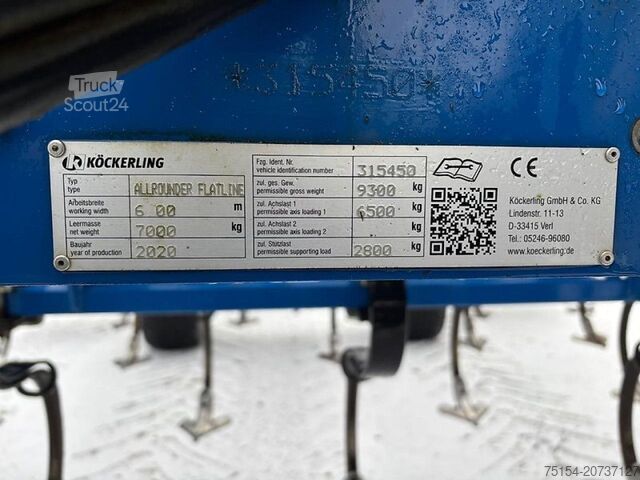 Truck
Scout24
*315450*
KÖCKERLING
Typ
type
ALLROUNDER FLATLINE
Arbeitsbreite
working width
6 00 m
Leermasse
net weight
7000 kg
Baujahr
year of production
2020
Fzg. Ident. Nr.
vehicle identification number
315450
zul. ges. Gew.
permissible gross weight
9300 kg
zul. Achslast 1
permissible axis loading 1
6500 kg
zul. Achslast 2
permissible axis loading 2
kg
zul. Stützlast
permissible supporting load
2800 kg
CE
Köckerling GmbH & Co. KG
Lindenstr. 11-13
D-33415 Verl
Tel.: 05246-96080
www.koeckerling.de
75154-20737127